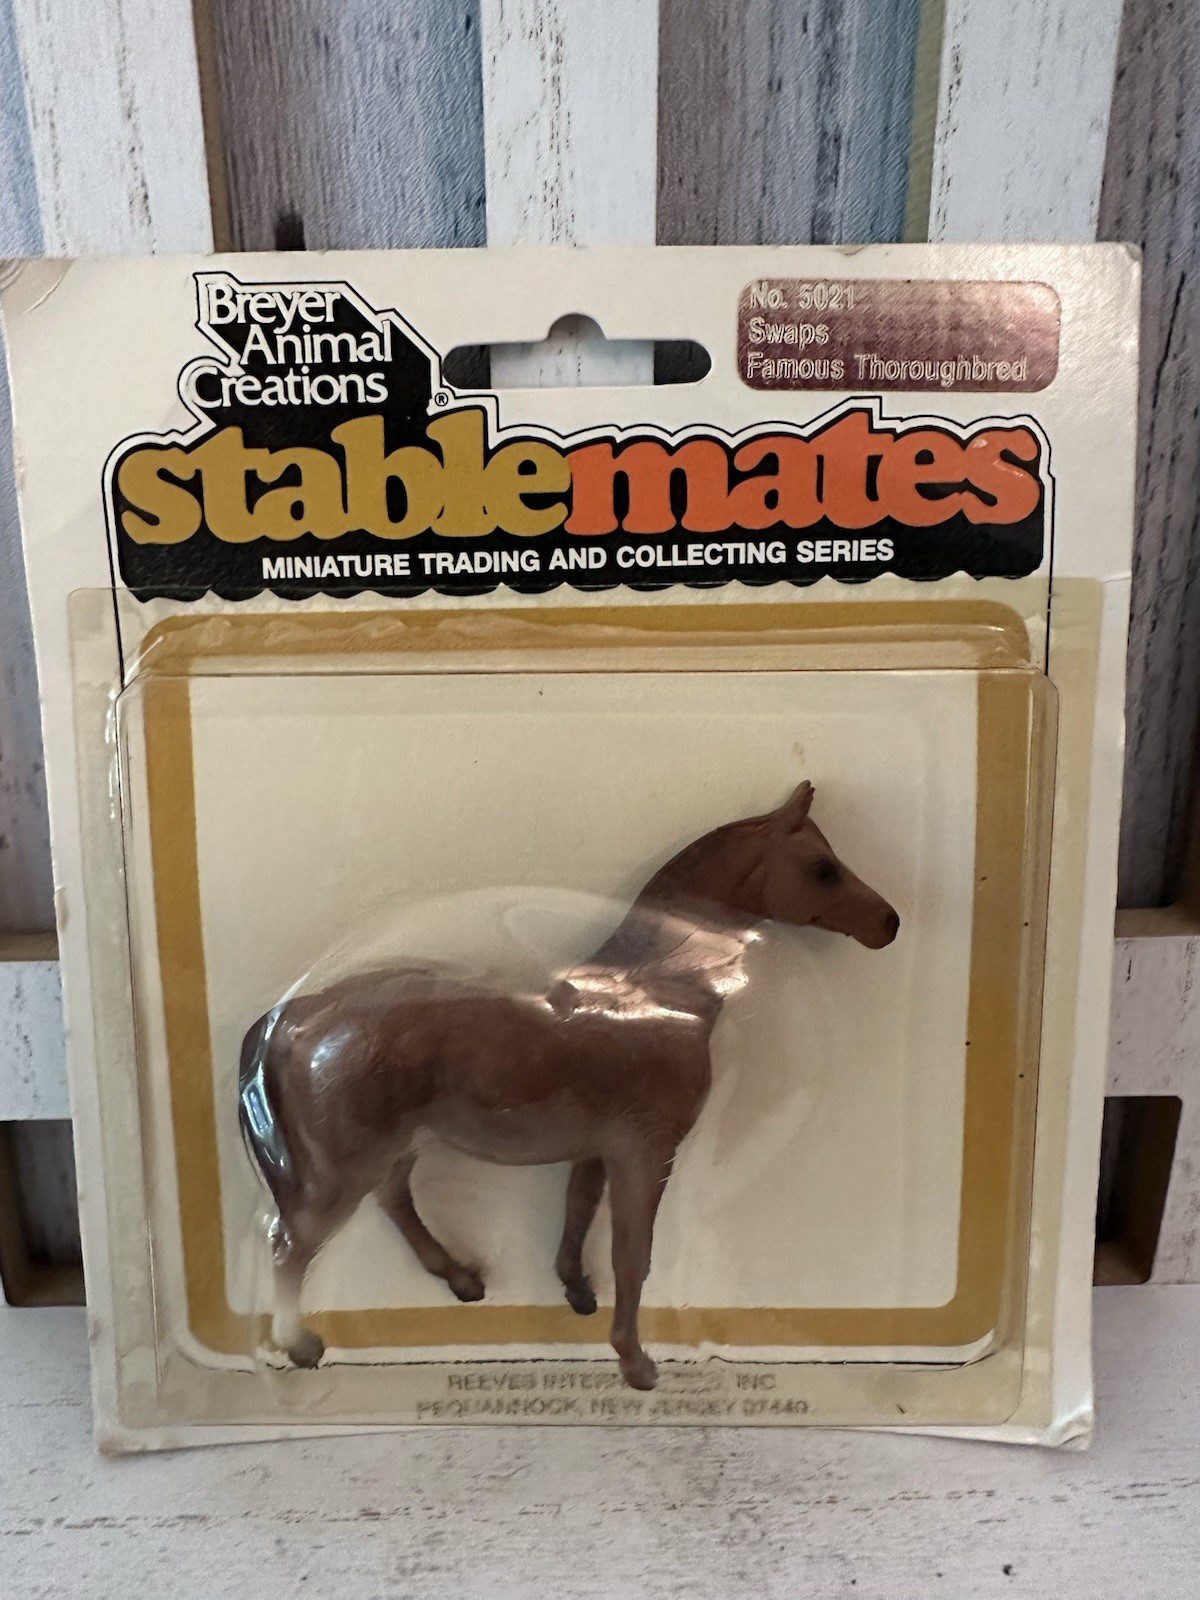 Breyer
Animal
Creations®
No. 5021
Swaps
Famous Thoroughbred
stablemates
MINIATURE TRADING AND COLLECTING SERIES
REEVES INC
PEQUANNOCK, NEW JERSEY 07440